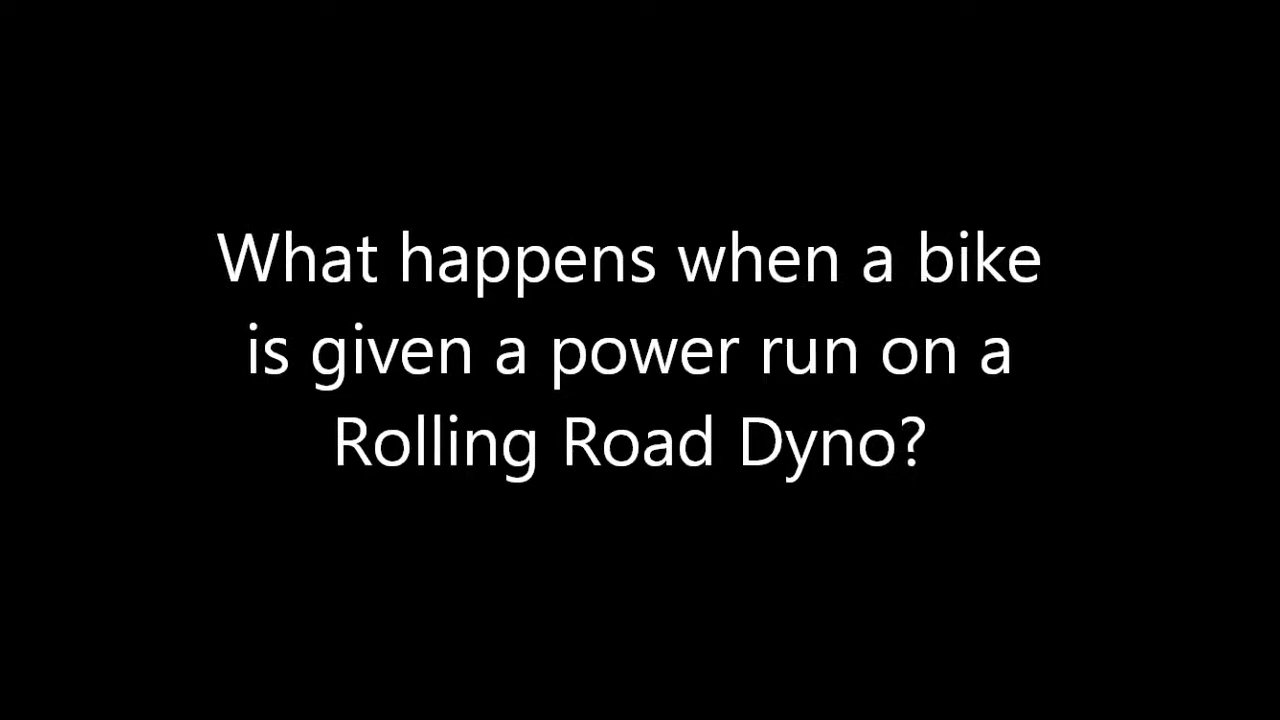 What happens when a bike
is given a power run on a
Rolling Road Dyno?